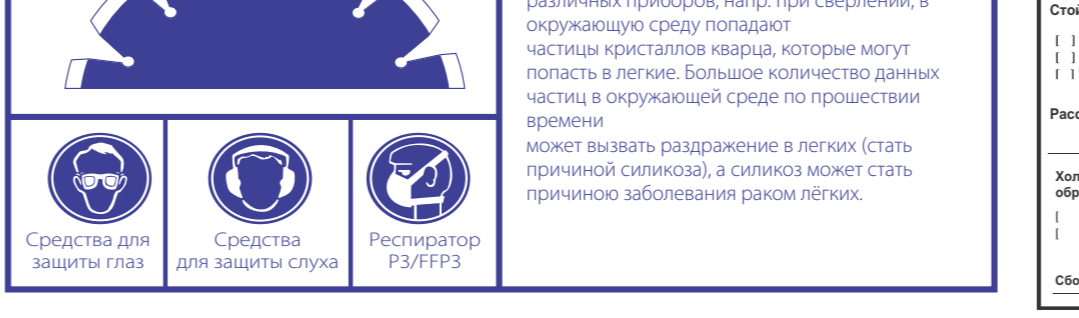 различных приборов, напр. при сверлении, в
окружающую среду попадают
частицы кристаллов кварца, которые могут
попасть в легкие. Большое количество данных
частиц в окружающей среде по прошествии
времени
может вызвать раздражение в легких (стать
причиной силикоза), а силикоз может стать
причиною заболевания раком лёгких.
Средства для
защиты глаз
Средства
для защиты слуха
Респиратор
P3/FFP3
[ ]
[ ]
[ ]
[
[